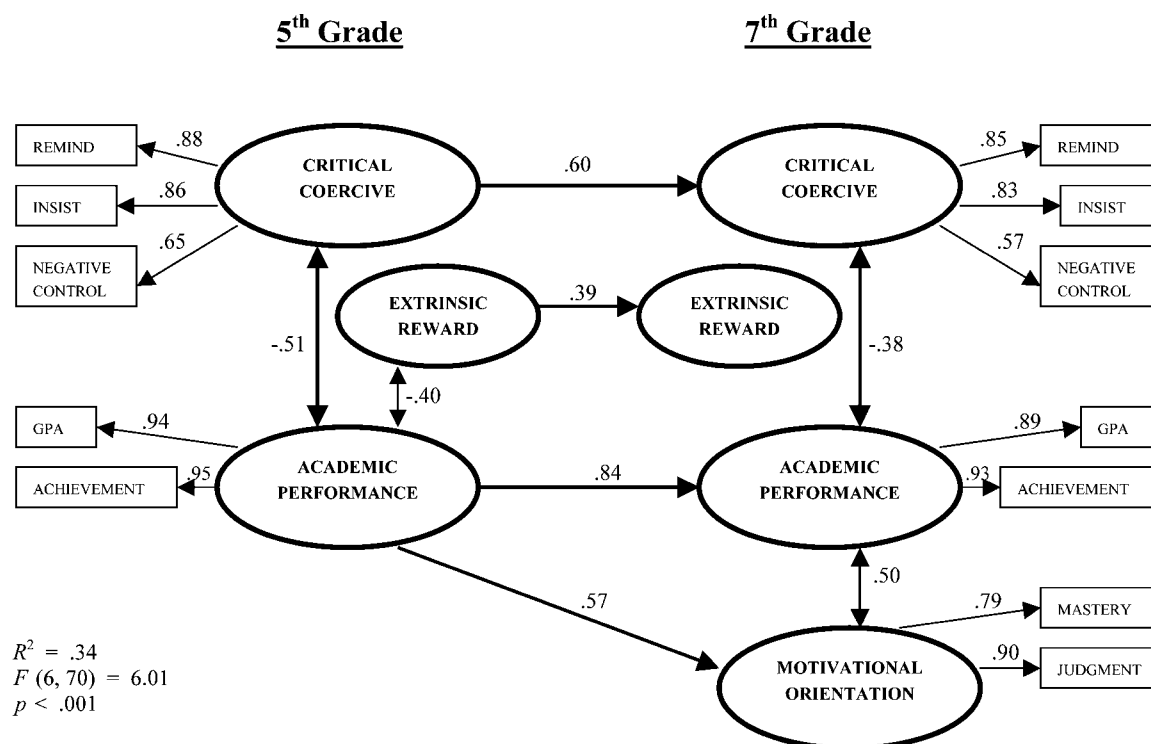 5th Grade
7th Grade
REMIND
.88
CRITICAL
COERCIVE
.60
CRITICAL
COERCIVE
.85
REMIND
INSIST
.86
.83
INSIST
NEGATIVE
CONTROL
.65
.57
NEGATIVE
CONTROL
EXTRINSIC
REWARD
.39
EXTRINSIC
REWARD
-.51
-.38
-.40
GPA
.94
ACADEMIC
PERFORMANCE
.84
ACADEMIC
PERFORMANCE
.89
GPA
ACHIEVEMENT
.95
.93
ACHIEVEMENT
.50
.57
.79
MASTERY
MOTIVATIONAL
ORIENTATION
.90
JUDGMENT
R² = .34
F (6, 70) = 6.01
p < .001